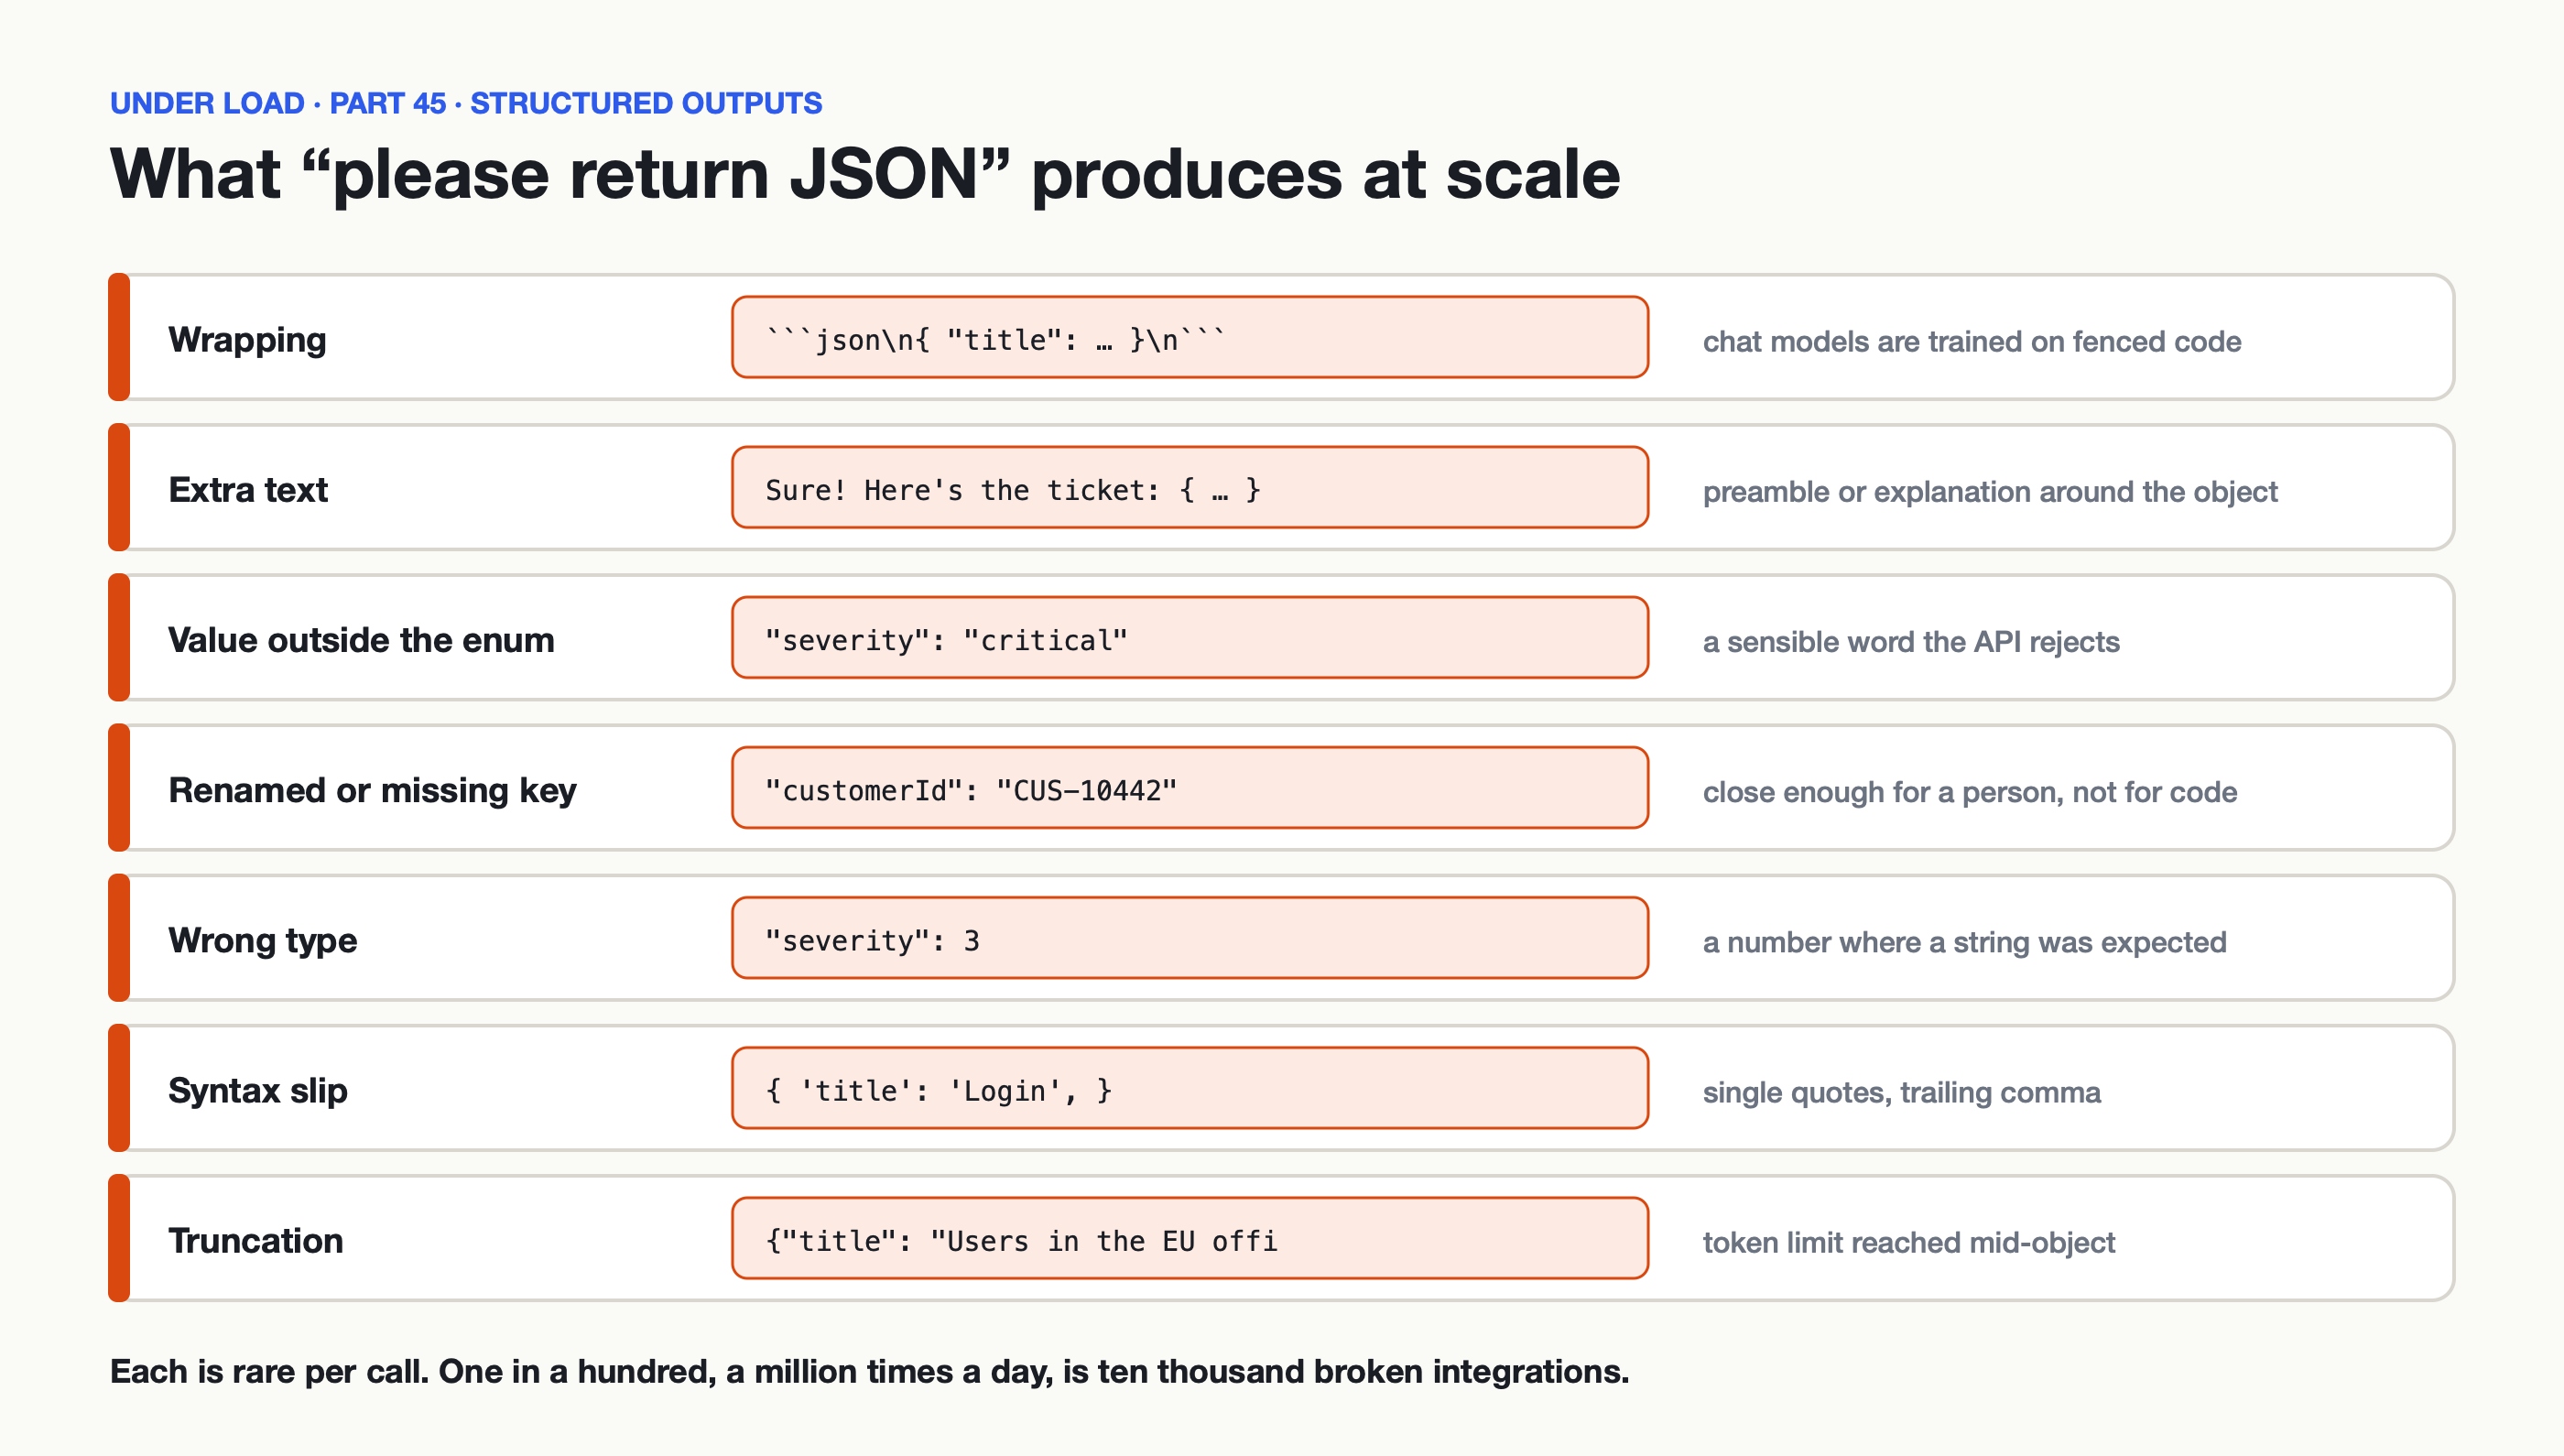 UNDER LOAD · PART 45 · STRUCTURED OUTPUTS
What “please return JSON” produces at scale
Wrapping
```json\n{ "title": … }\n```
chat models are trained on fenced code
Extra text
Sure! Here's the ticket: { … }
preamble or explanation around the object
Value outside the enum
"severity": "critical"
a sensible word the API rejects
Renamed or missing key
"customerId": "CUS–10442"
close enough for a person, not for code
Wrong type
"severity": 3
a number where a string was expected
Syntax slip
{ 'title': 'Login', }
single quotes, trailing comma
Truncation
{"title": "Users in the EU offi
token limit reached mid-object
Each is rare per call. One in a hundred, a million times a day, is ten thousand broken integrations.